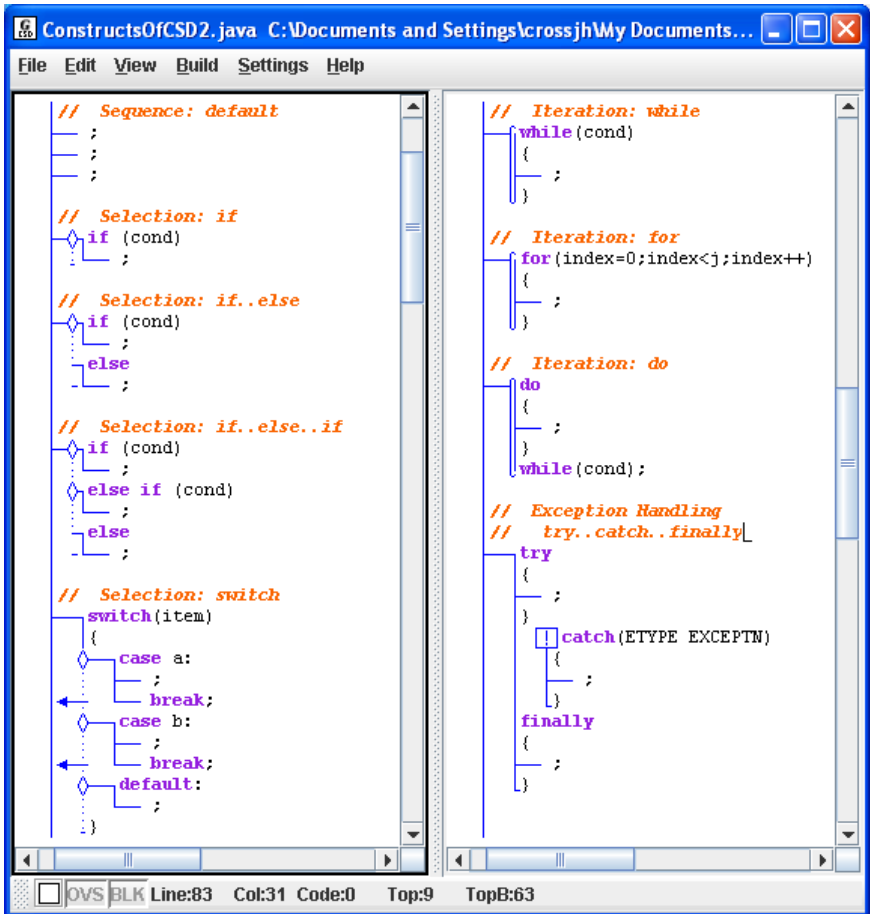 G
CSD
ConstructsOfCSD2.java C:\Documents and Settings\crossjh\My Documents...
File Edit View Build Settings Help
// Sequence: default
;
;
;
// Selection: if
if (cond)
;
// Selection: if..else
if (cond)
;
else
;
// Selection: if..else..if
if (cond)
;
else if (cond)
;
else
;
// Selection: switch
switch(item)
{
case a:
;
break;
case b:
;
break;
default:
;
}
// Iteration: while
while(cond)
{
;
}
// Iteration: for
for(index=0;index<j;index++)
{
;
}
// Iteration: do
do
{
;
}
while(cond);
// Exception Handling
// try..catch..finally
try
{
;
}
! catch(ETYPE EXCEPTN)
{
;
}
finally
{
;
}
OVS BLK Line:83 Col:31 Code:0 Top:9 TopB:63